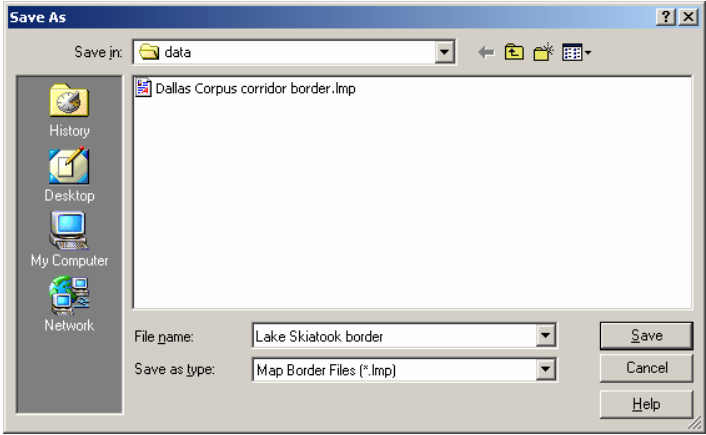 Save As
Save in:
data
Dallas Corpus corridor border.lmp
History
Desktop
My Computer
Network
File name:
Lake Skiatook border
Save
Save as type:
Map Border Files (*.lmp)
Cancel
Help